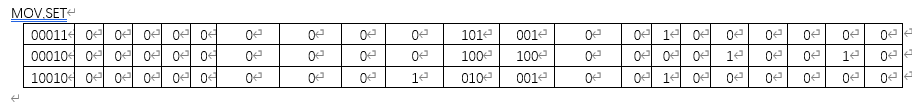 MOV,SET
00011 0 0 0 0 0 0 0 0 0 101 001 0 0 1 0 0 0 0 0 0
00010 0 0 0 0 0 0 0 0 0 100 100 0 0 0 0 1 0 0 1 0
10010 0 0 0 0 0 0 0 0 1 010 001 0 0 1 0 0 0 0 0 0